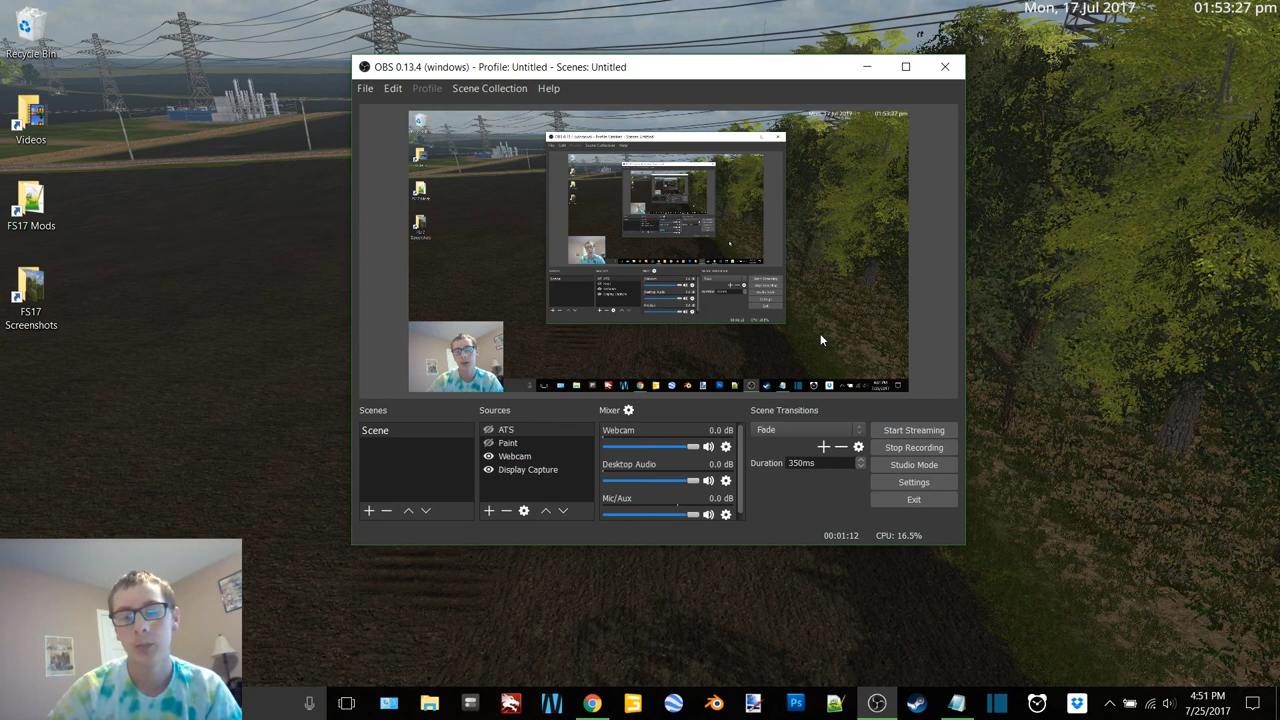 Mon, 17.Jul 2017 01:53:27 pm
Recycle Bin
Videos
FS17 Mods
FS17
Screenshots
OBS 0.13.4 (windows) - Profile: Untitled - Scenes: Untitled
File Edit Profile Scene Collection Help
Scenes
Scene
Sources
ATS
Paint
Webcam
Display Capture
Mixer
Webcam 0.0 dB
Desktop Audio 0.0 dB
Mic/Aux 0.0 dB
Scene Transitions
Fade
Duration 350ms
Start Streaming
Stop Recording
Studio Mode
Settings
Exit
00:01:12 CPU: 16.5%
Ps
4:51 PM
7/25/2017